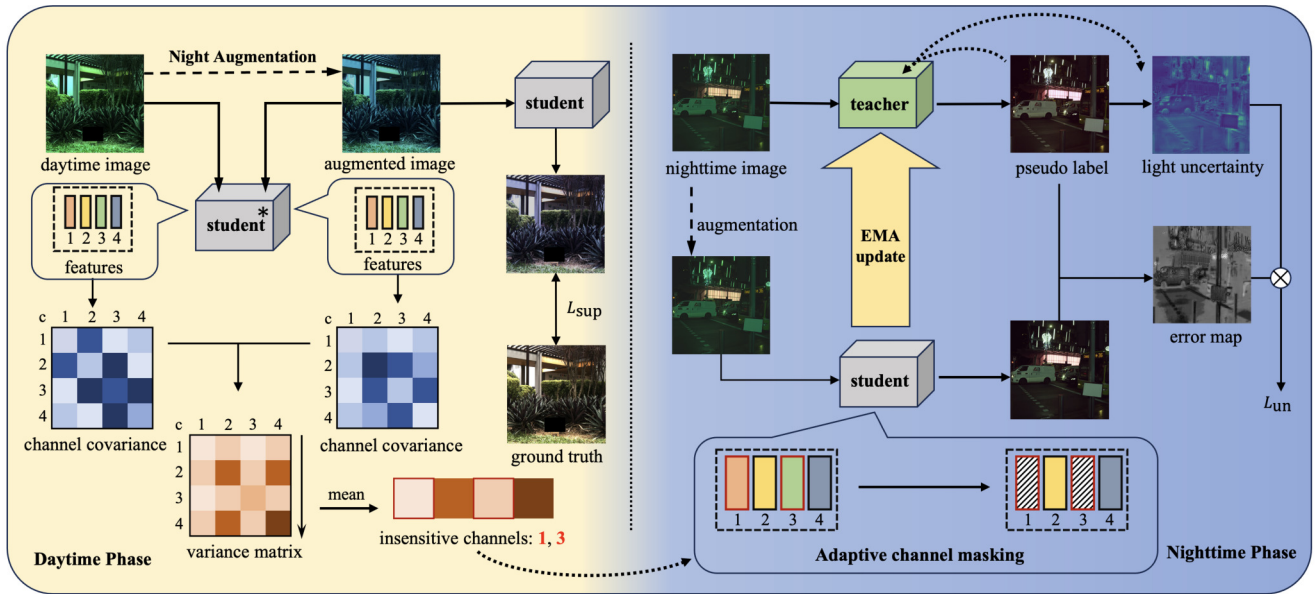 Night Augmentation
daytime image
augmented image
student
student*
1 2 3 4
features
1 2 3 4
features
c 1 2 3 4
1
2
3
4
channel covariance
c 1 2 3 4
1
2
3
4
channel covariance
c 1 2 3 4
1
2
3
4
variance matrix
mean
insensitive channels: 1, 3
L_sup
ground truth
Daytime Phase
nighttime image
teacher
pseudo label
light uncertainty
augmentation
EMA
update
student
error map
L_un
1 2 3 4
1 2 3 4
Adaptive channel masking
Nighttime Phase